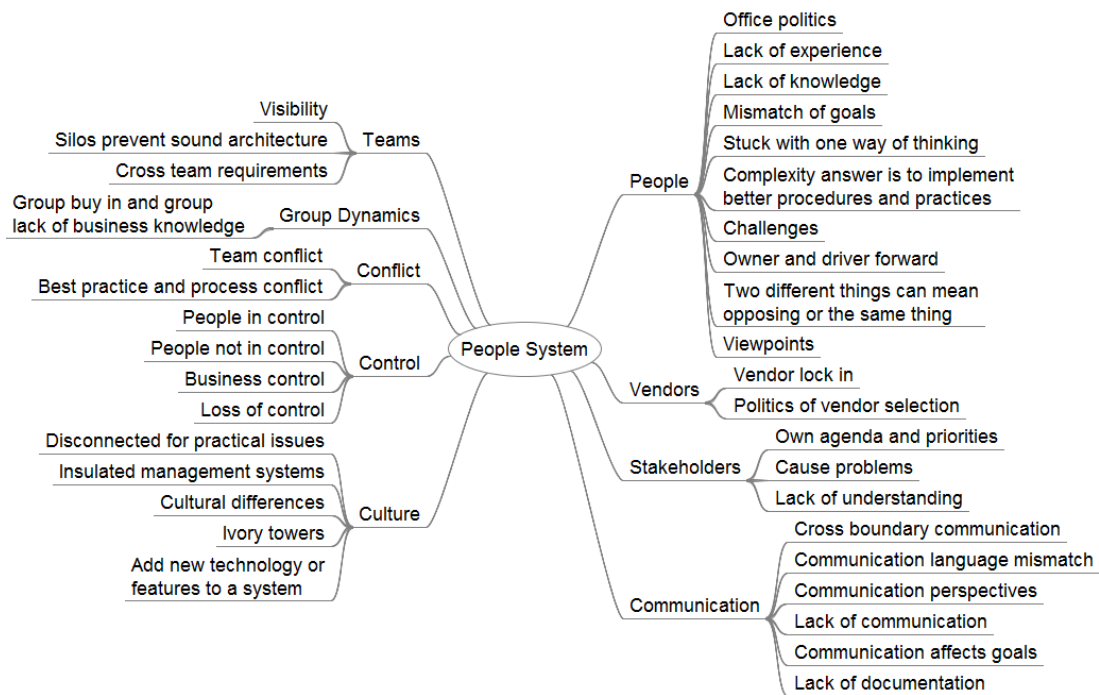 Office politics
Lack of experience
Lack of knowledge
Mismatch of goals
Stuck with one way of thinking
People
Complexity answer is to implement
better procedures and practices
Challenges
Owner and driver forward
Two different things can mean
opposing or the same thing
Viewpoints
Visibility
Silos prevent sound architecture
Teams
Cross team requirements
Group buy in and group
lack of business knowledge
Group Dynamics
Team conflict
Conflict
Best practice and process conflict
People in control
People not in control
Control
Business control
Loss of control
People System
Vendor lock in
Vendors
Politics of vendor selection
Own agenda and priorities
Stakeholders
Cause problems
Lack of understanding
Disconnected for practical issues
Insulated management systems
Cultural differences
Culture
Ivory towers
Add new technology or
features to a system
Cross boundary communication
Communication language mismatch
Communication perspectives
Communication
Lack of communication
Communication affects goals
Lack of documentation